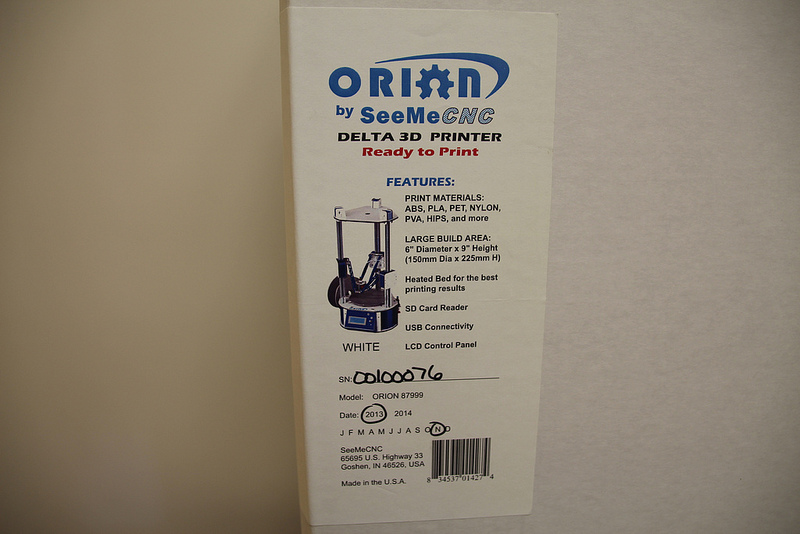 ORION
by SeeMeCNC
DELTA 3D PRINTER
Ready to Print
FEATURES:
PRINT MATERIALS:
ABS, PLA, PET, NYLON,
PVA, HIPS, and more
LARGE BUILD AREA:
6" Diameter x 9" Height
(150mm Dia x 225mm H)
Heated Bed for the best
printing results
SD Card Reader
USB Connectivity
LCD Control Panel
WHITE
SN: 00100076
Model: ORION 87999
Date: 2013 2014
J F M A M J J A S O N D
SeeMeCNC
65695 U.S. Highway 33
Goshen, IN 46526, USA
Made in the U.S.A.
8 34537 01427 4